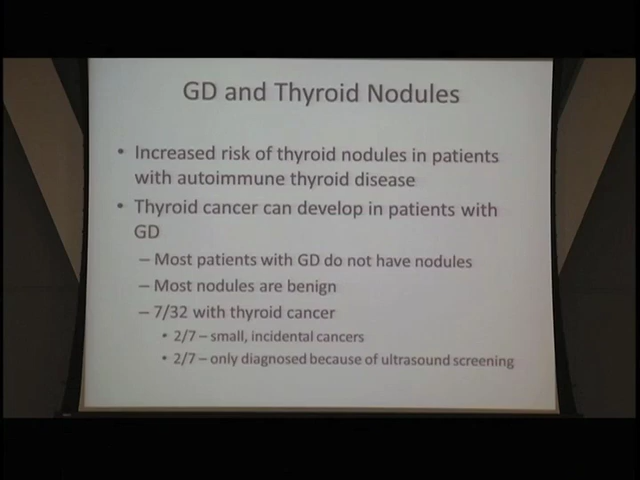 GD and Thyroid Nodules
• Increased risk of thyroid nodules in patients
with autoimmune thyroid disease
• Thyroid cancer can develop in patients with
GD
– Most patients with GD do not have nodules
– Most nodules are benign
– 7/32 with thyroid cancer
• 2/7 – small, incidental cancers
• 2/7 – only diagnosed because of ultrasound screening